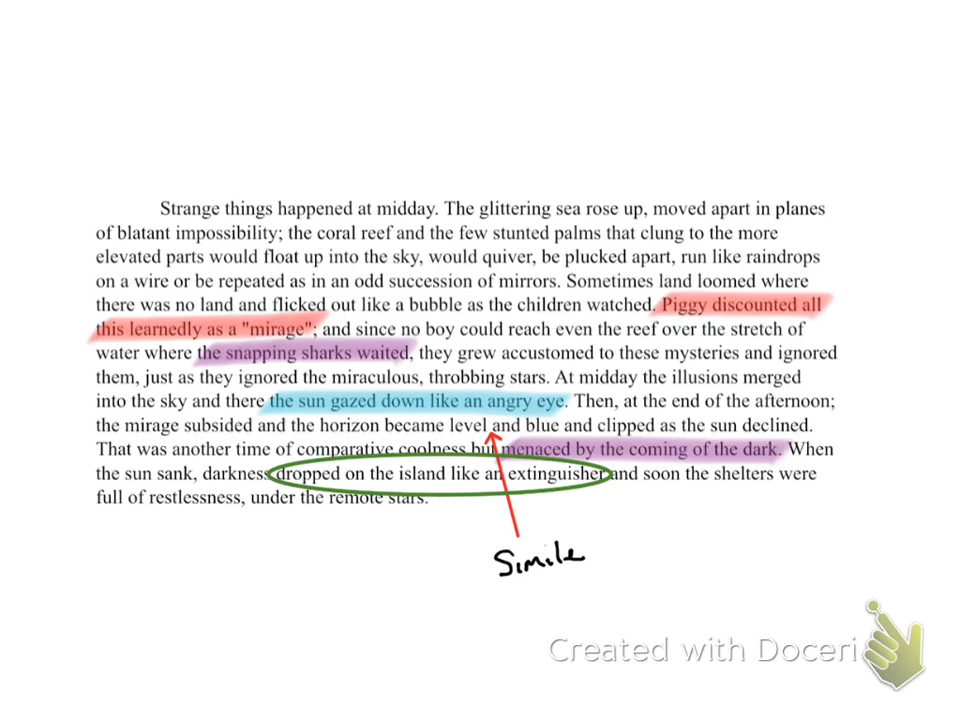 Strange things happened at midday. The glittering sea rose up, moved apart in planes
of blatant impossibility; the coral reef and the few stunted palms that clung to the more
elevated parts would float up into the sky, would quiver, be plucked apart, run like raindrops
on a wire or be repeated as in an odd succession of mirrors. Sometimes land loomed where
there was no land and flicked out like a bubble as the children watched. Piggy discounted all
this learnedly as a "mirage"; and since no boy could reach even the reef over the stretch of
water where the snapping sharks waited, they grew accustomed to these mysteries and ignored
them, just as they ignored the miraculous, throbbing stars. At midday the illusions merged
into the sky and there the sun gazed down like an angry eye. Then, at the end of the afternoon;
the mirage subsided and the horizon became level and blue and clipped as the sun declined.
That was another time of comparative coolness but menaced by the coming of the dark. When
the sun sank, darkness dropped on the island like an extinguisher and soon the shelters were
full of restlessness, under the remote stars.
Simile
Created with Doceri